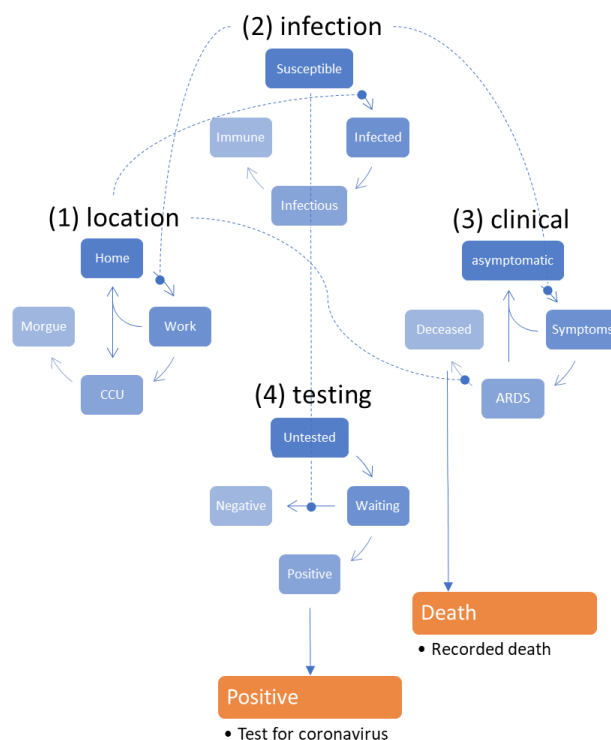 (2) infection
Susceptible
Immune
Infected
Infectious
(1) location
Home
Morgue
Work
CCU
(3) clinical
asymptomatic
Deceased
Symptoms
ARDS
(4) testing
Untested
Negative
Waiting
Positive
Death
• Recorded death
Positive
• Test for coronavirus